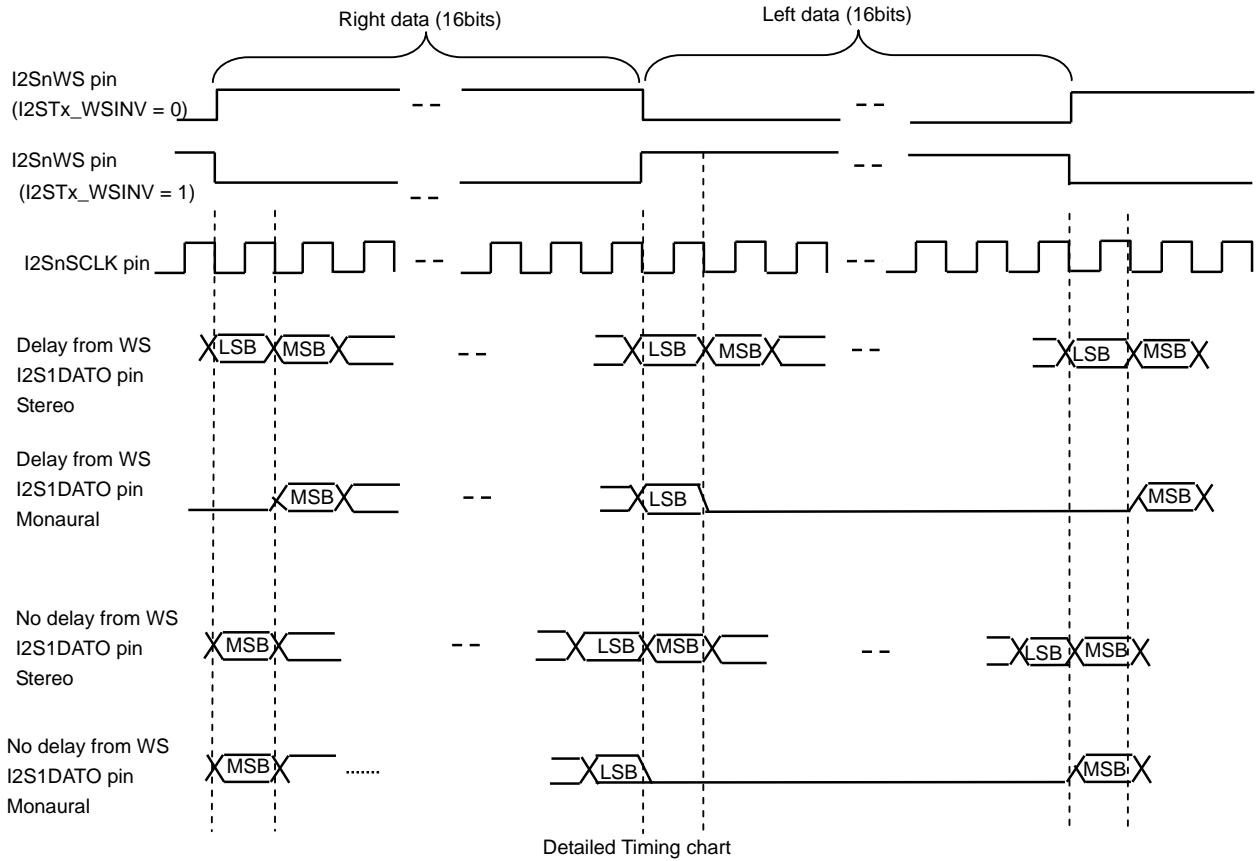 Right data (16bits)
Left data (16bits)
I2SnWS pin
(I2STx_WSINV = 0)
I2SnWS pin
(I2STx_WSINV = 1)
I2SnSCLK pin
Delay from WS
I2S1DATO pin
Stereo
LSB MSB LSB MSB LSB MSB
Delay from WS
I2S1DATO pin
Monaural
MSB LSB MSB
No delay from WS
I2S1DATO pin
Stereo
MSB LSB MSB LSB MSB
No delay from WS
I2S1DATO pin
Monaural
MSB ....... LSB MSB
Detailed Timing chart